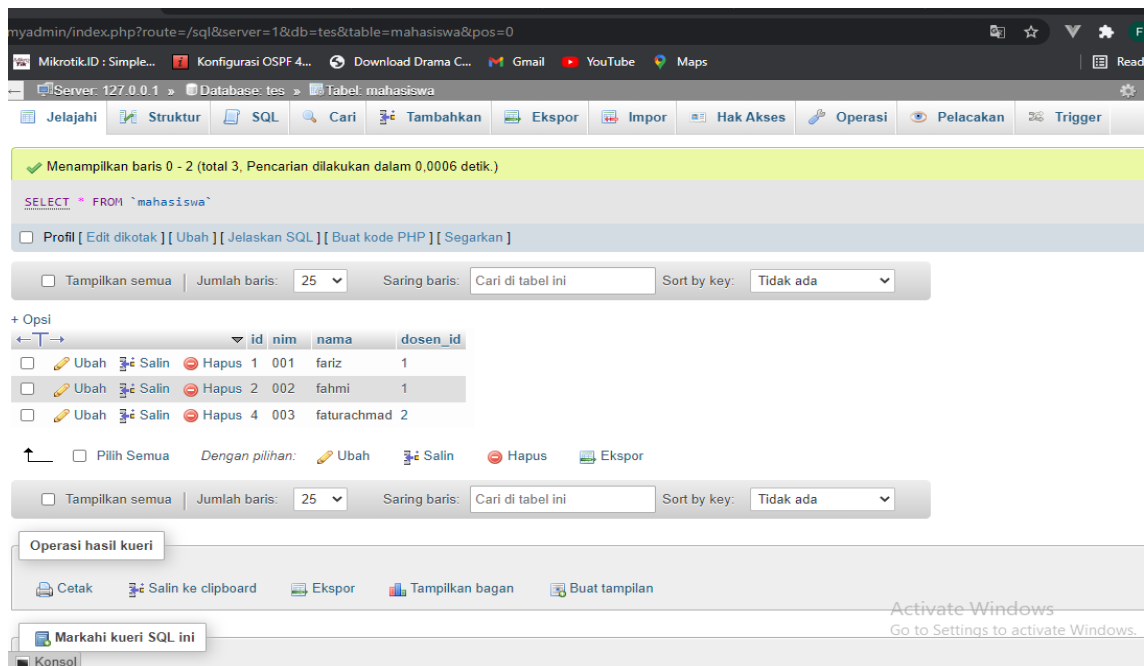 myadmin/index.php?route=/sql&server=1&db=tes&table=mahasiswa&pos=0
Mikrotik.ID : Simple... Konfigurasi OSPF 4... Download Drama C... Gmail YouTube Maps Read
Server: 127.0.0.1 » Database: tes » Tabel: mahasiswa
Jelajahi Struktur SQL Cari Tambahkan Ekspor Impor Hak Akses Operasi Pelacakan Trigger
Menampilkan baris 0 - 2 (total 3, Pencarian dilakukan dalam 0,0006 detik.)
SELECT * FROM `mahasiswa`
Profil [ Edit dikotak ] [ Ubah ] [ Jelaskan SQL ] [ Buat kode PHP ] [ Segarkan ]
Tampilkan semua | Jumlah baris: 25 Saring baris: Cari di tabel ini Sort by key: Tidak ada
+ Opsi
←T→ id nim nama dosen_id
Ubah Salin Hapus 1 001 fariz 1
Ubah Salin Hapus 2 002 fahmi 1
Ubah Salin Hapus 4 003 faturachmad 2
Pilih Semua Dengan pilihan: Ubah Salin Hapus Ekspor
Tampilkan semua | Jumlah baris: 25 Saring baris: Cari di tabel ini Sort by key: Tidak ada
Operasi hasil kueri
Cetak Salin ke clipboard Ekspor Tampilkan bagan Buat tampilan
Activate Windows
Go to Settings to activate Windows.
Markahi kueri SQL ini
Konsol